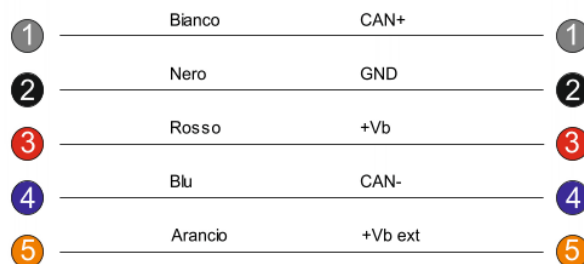 1 Bianco CAN+ 1
2 Nero GND 2
3 Rosso +Vb 3
4 Blu CAN- 4
5 Arancio +Vb ext 5